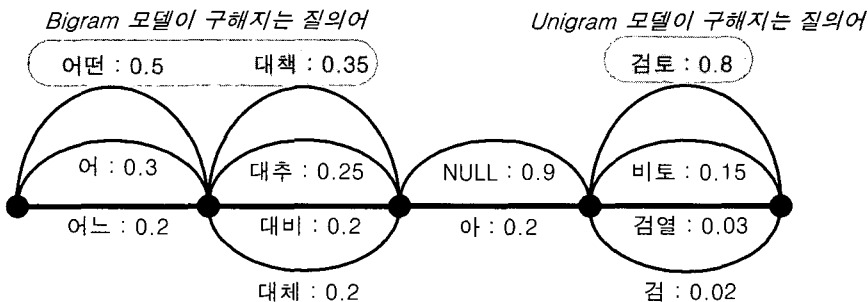 Bigram 모델이 구해지는 질의어
Unigram 모델이 구해지는 질의어
어떤 : 0.5 대책 : 0.35 검토 : 0.8
어 : 0.3 대추 : 0.25 NULL : 0.9 비토 : 0.15
어느 : 0.2 대비 : 0.2 아 : 0.2 검열 : 0.03
대체 : 0.2 검 : 0.02